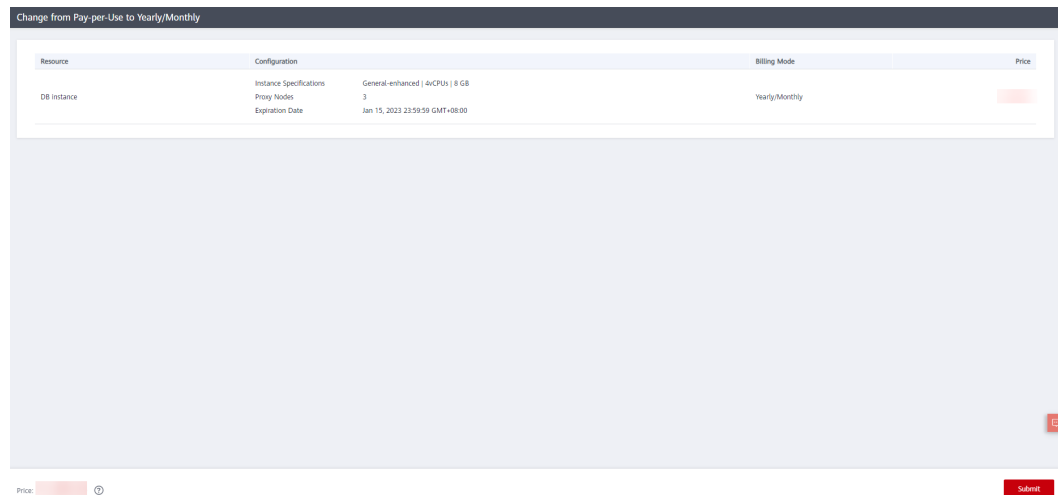 Change from Pay-per-Use to Yearly/Monthly
Resource Configuration Billing Mode Price
Instance Specifications General-enhanced | 4vCPUs | 8 GB
DB instance Proxy Nodes 3 Yearly/Monthly
Expiration Date Jan 15, 2023 23:59:59 GMT+08:00
Price: ? Submit